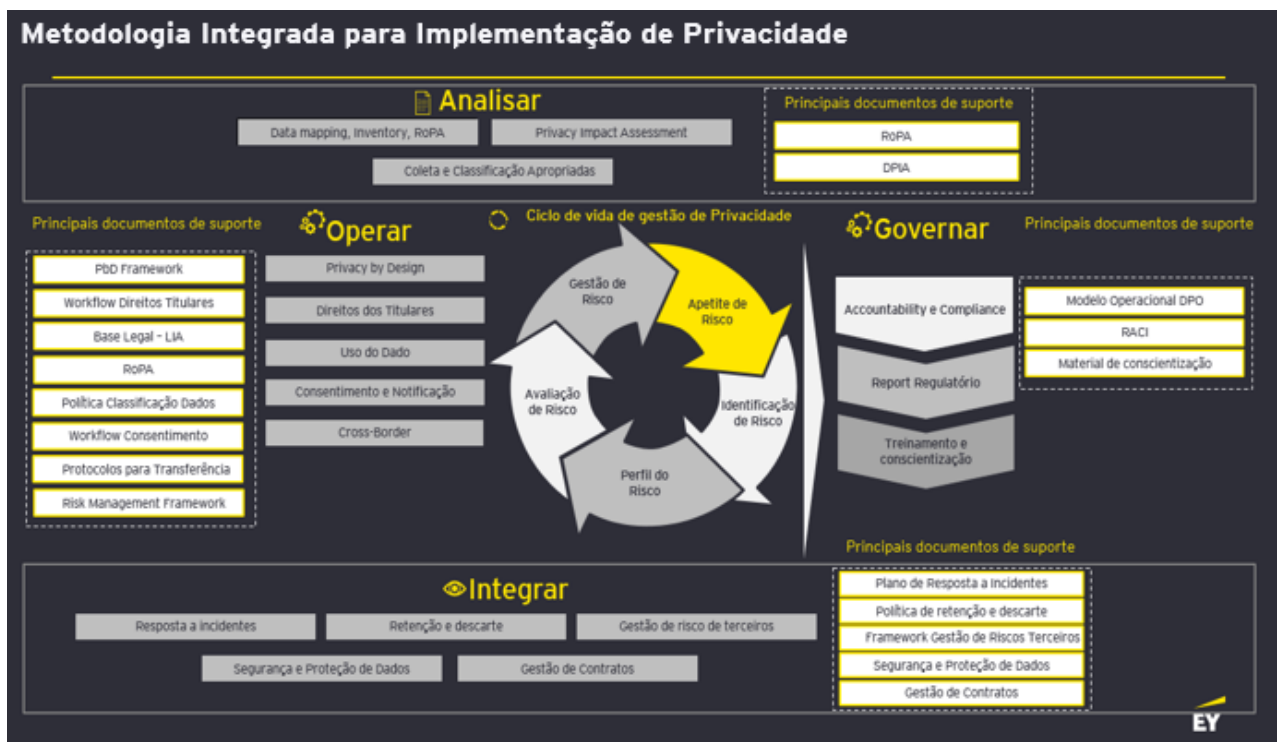 Metodologia Integrada para Implementação de Privacidade
Analisar
Data mapping, Inventory, RoPA
Privacy Impact Assessment
Coleta e Classificação Apropriadas
Principais documentos de suporte
RoPA
DPIA
Principais documentos de suporte
PbD Framework
Workflow Direitos Titulares
Base Legal – LIA
RoPA
Política Classificação Dados
Workflow Consentimento
Protocolos para Transferência
Risk Management Framework
Operar
Privacy by Design
Direitos dos Titulares
Uso do Dado
Consentimento e Notificação
Cross-Border
Ciclo de vida de gestão de Privacidade
Gestão de
Risco
Apetite de
Risco
Identificação
de Risco
Perfil do
Risco
Avaliação
de Risco
Governar
Accountability e Compliance
Report Regulatório
Treinamento e
conscientização
Principais documentos de suporte
Modelo Operacional DPO
RACI
Material de conscientização
Integrar
Resposta a incidentes
Retenção e descarte
Gestão de risco de terceiros
Segurança e Proteção de Dados
Gestão de Contratos
Principais documentos de suporte
Plano de Resposta a Incidentes
Política de retenção e descarte
Framework Gestão de Riscos Terceiros
Segurança e Proteção de Dados
Gestão de Contratos
EY